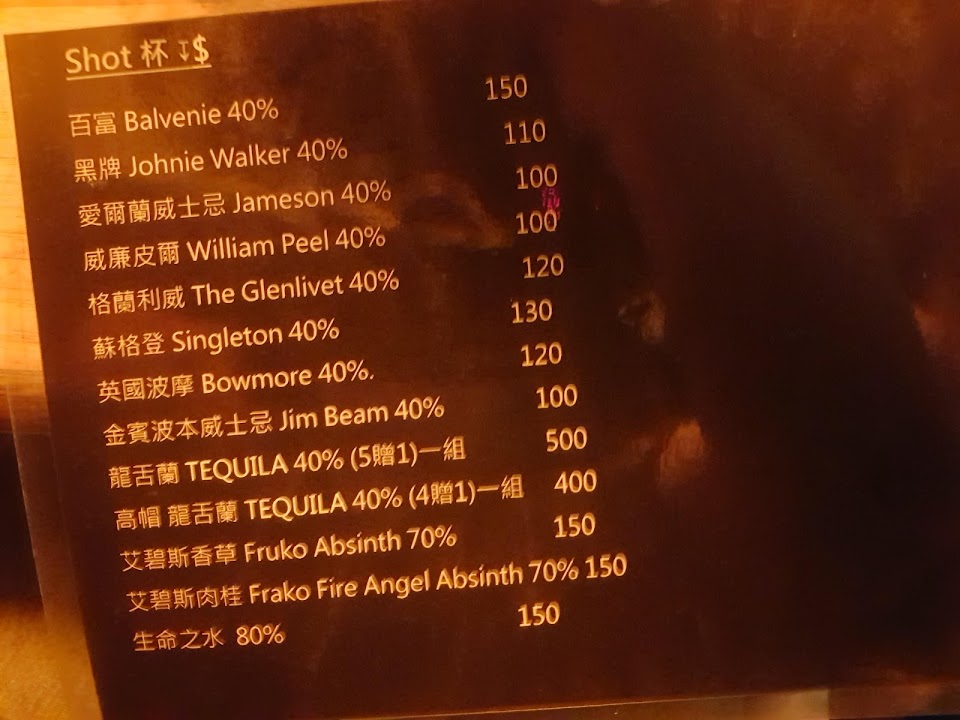 Shot 杯 $
百富 Balvenie 40% 150
黑牌 Johnie Walker 40% 110
愛爾蘭威士忌 Jameson 40% 100
威廉皮爾 William Peel 40% 100
格蘭利威 The Glenlivet 40% 120
蘇格登 Singleton 40% 130
英國波摩 Bowmore 40%. 120
金賓波本威士忌 Jim Beam 40% 100
龍舌蘭 TEQUILA 40% (5贈1)一組 500
高帽 龍舌蘭 TEQUILA 40% (4贈1)一組 400
艾碧斯香草 Fruko Absinth 70% 150
艾碧斯肉桂 Frako Fire Angel Absinth 70% 150
生命之水 80% 150